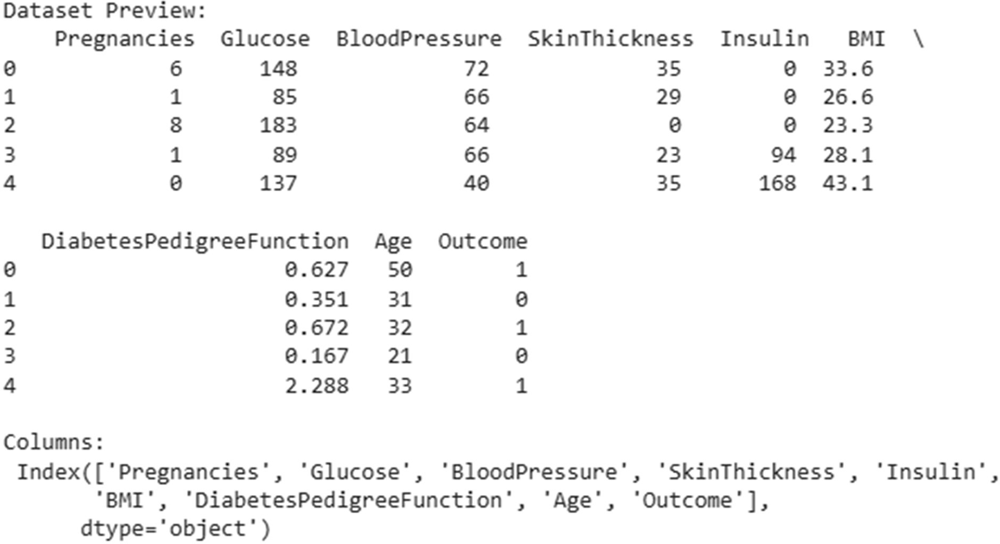 Dataset Preview:
Pregnancies Glucose BloodPressure SkinThickness Insulin BMI \
0 6 148 72 35 0 33.6
1 1 85 66 29 0 26.6
2 8 183 64 0 0 23.3
3 1 89 66 23 94 28.1
4 0 137 40 35 168 43.1
DiabetesPedigreeFunction Age Outcome
0 0.627 50 1
1 0.351 31 0
2 0.672 32 1
3 0.167 21 0
4 2.288 33 1
Columns:
Index(['Pregnancies', 'Glucose', 'BloodPressure', 'SkinThickness', 'Insulin',
'BMI', 'DiabetesPedigreeFunction', 'Age', 'Outcome'],
dtype='object')